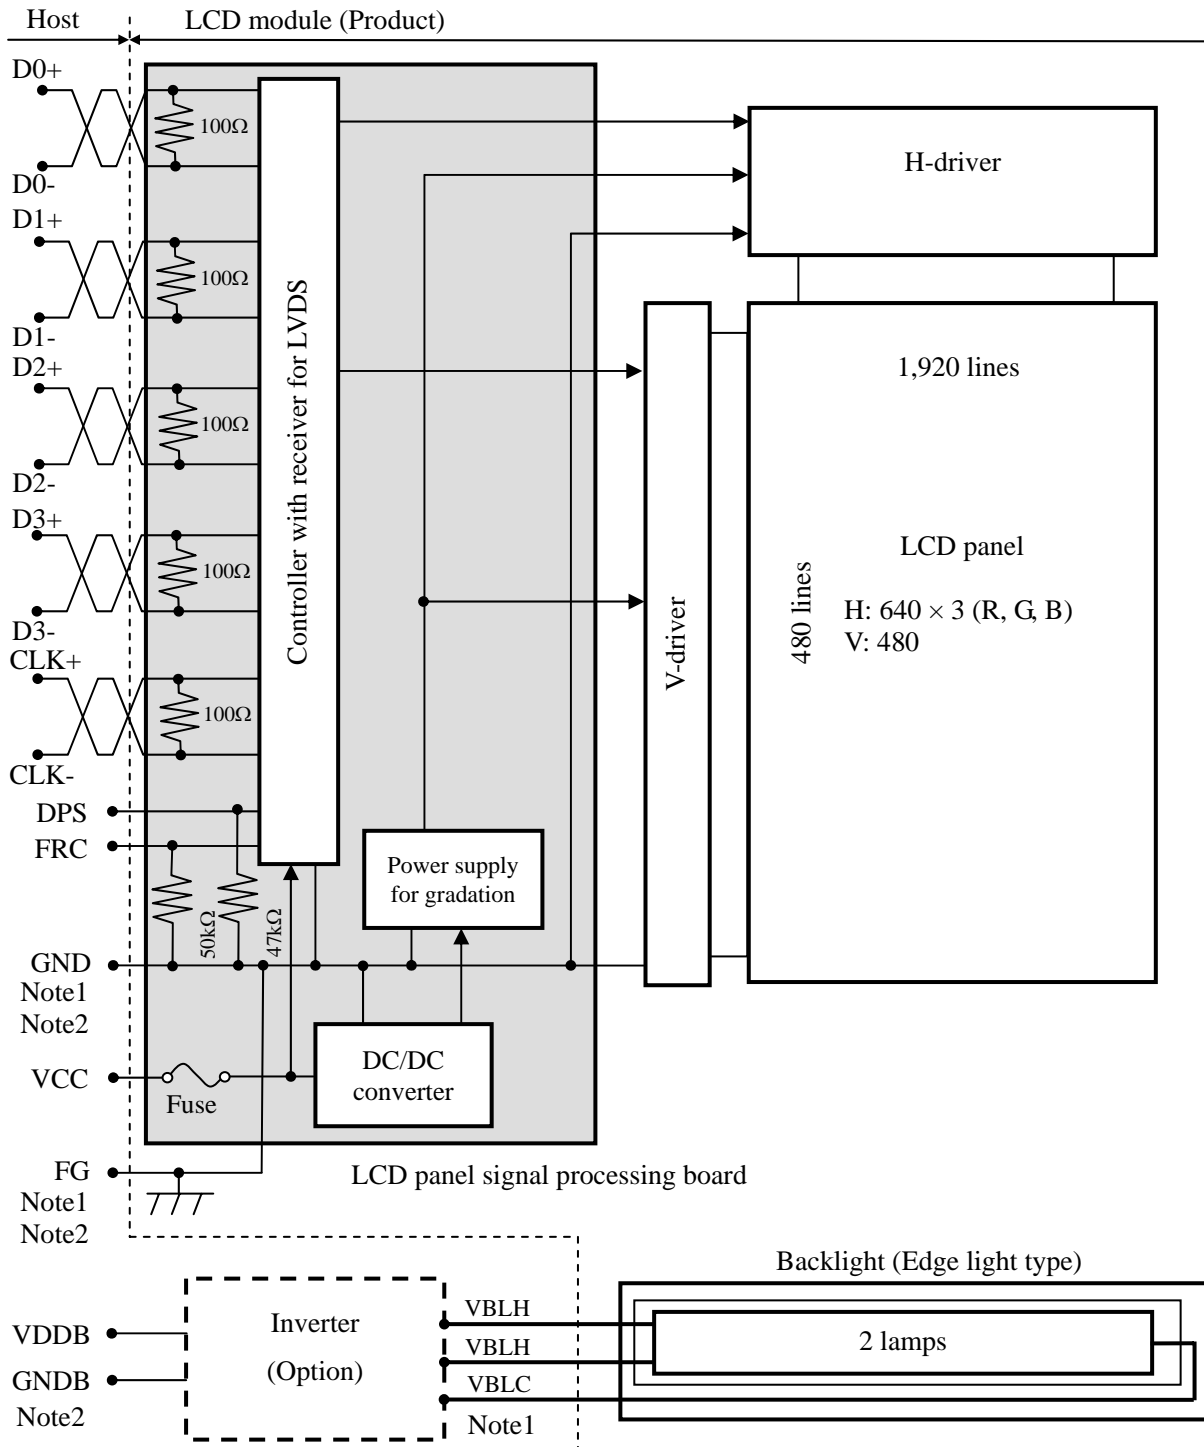 Host
LCD module (Product)
D0+
100Ω
D0-
D1+
100Ω
D1-
D2+
100Ω
D2-
D3+
100Ω
D3-
CLK+
100Ω
CLK-
DPS
FRC
50kΩ
47kΩ
GND
Note1
Note2
VCC
Fuse
FG
Note1
Note2
Controller with receiver for LVDS
Power supply
for gradation
DC/DC
converter
LCD panel signal processing board
H-driver
V-driver
1,920 lines
480 lines
LCD panel
H: 640 × 3 (R, G, B)
V: 480
Backlight (Edge light type)
VDDB
GNDB
Note2
Inverter
(Option)
VBLH
VBLH
VBLC
Note1
2 lamps